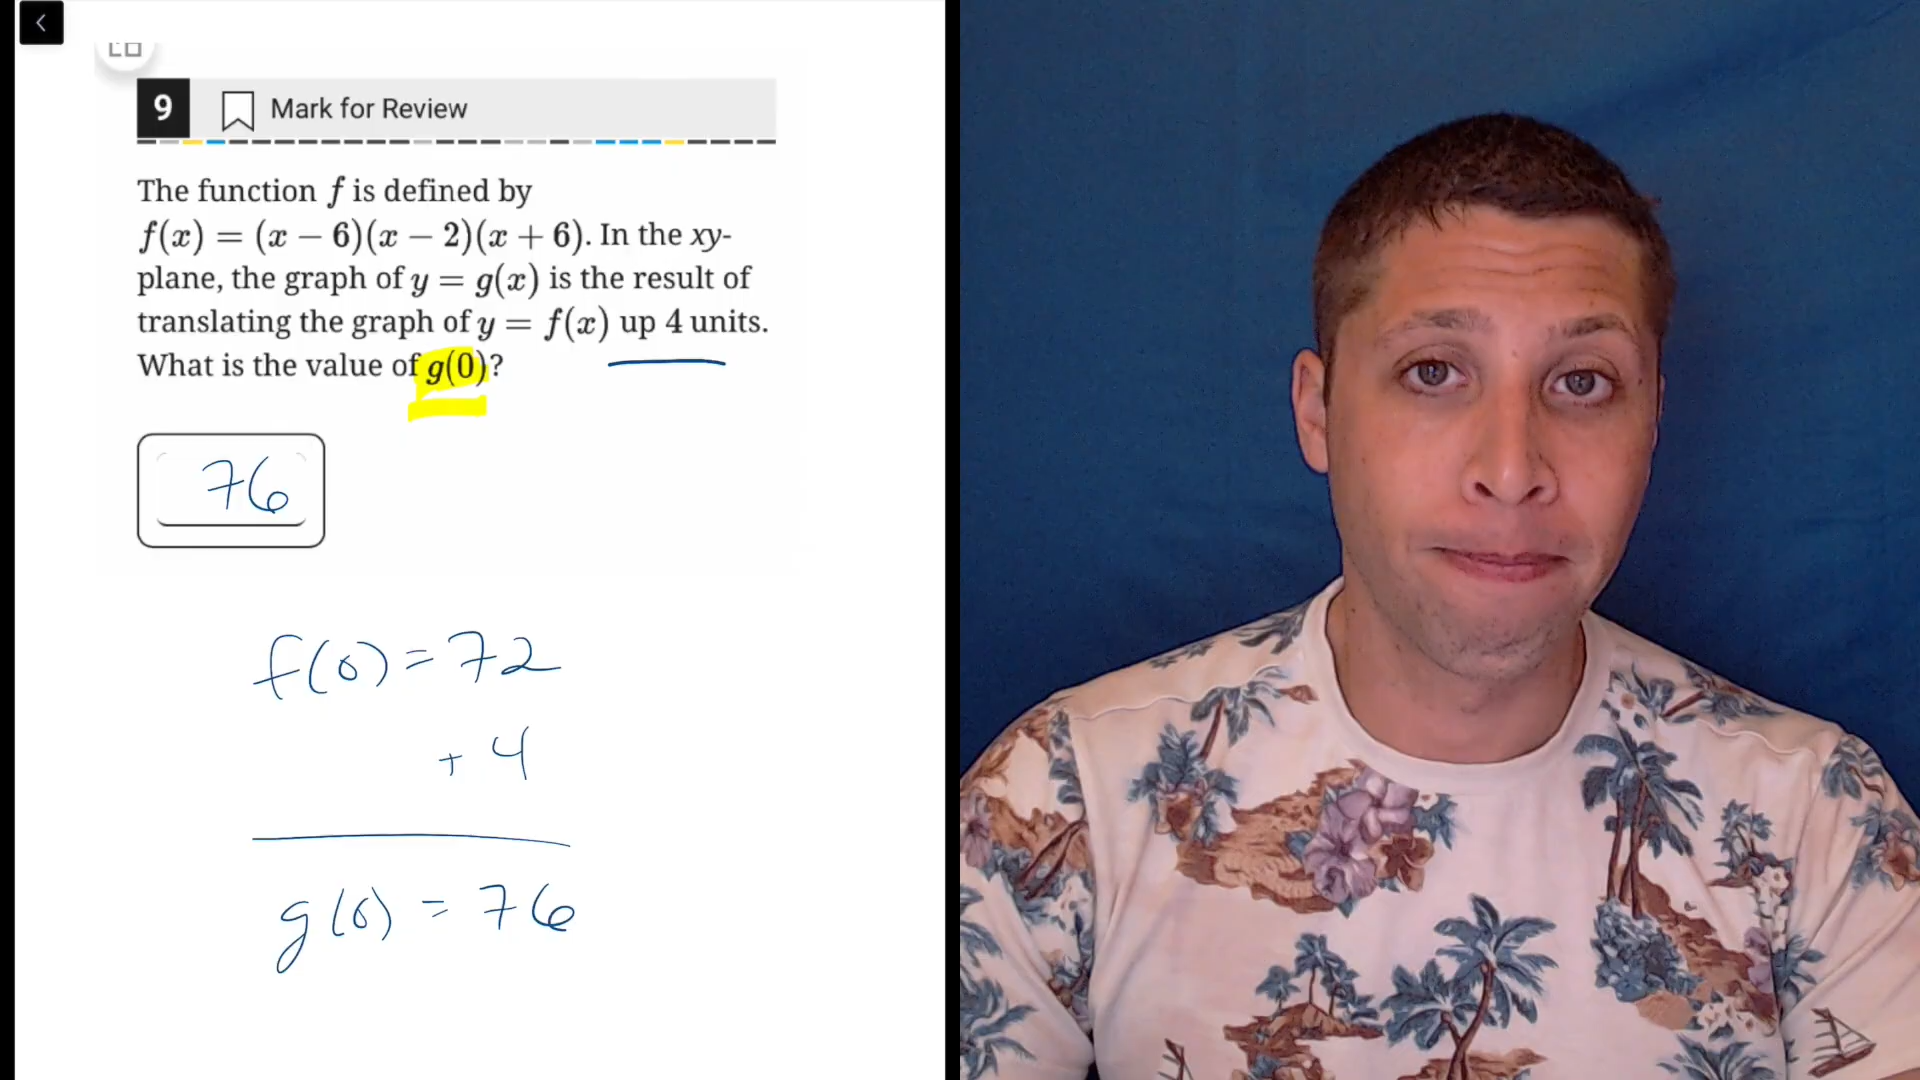 9 Mark for Review
The function f is defined by
f(x) = (x − 6)(x − 2)(x + 6). In the xy-
plane, the graph of y = g(x) is the result of
translating the graph of y = f(x) up 4 units.
What is the value of g(0)?
76
f(0) = 72
+ 4
g(0) = 76